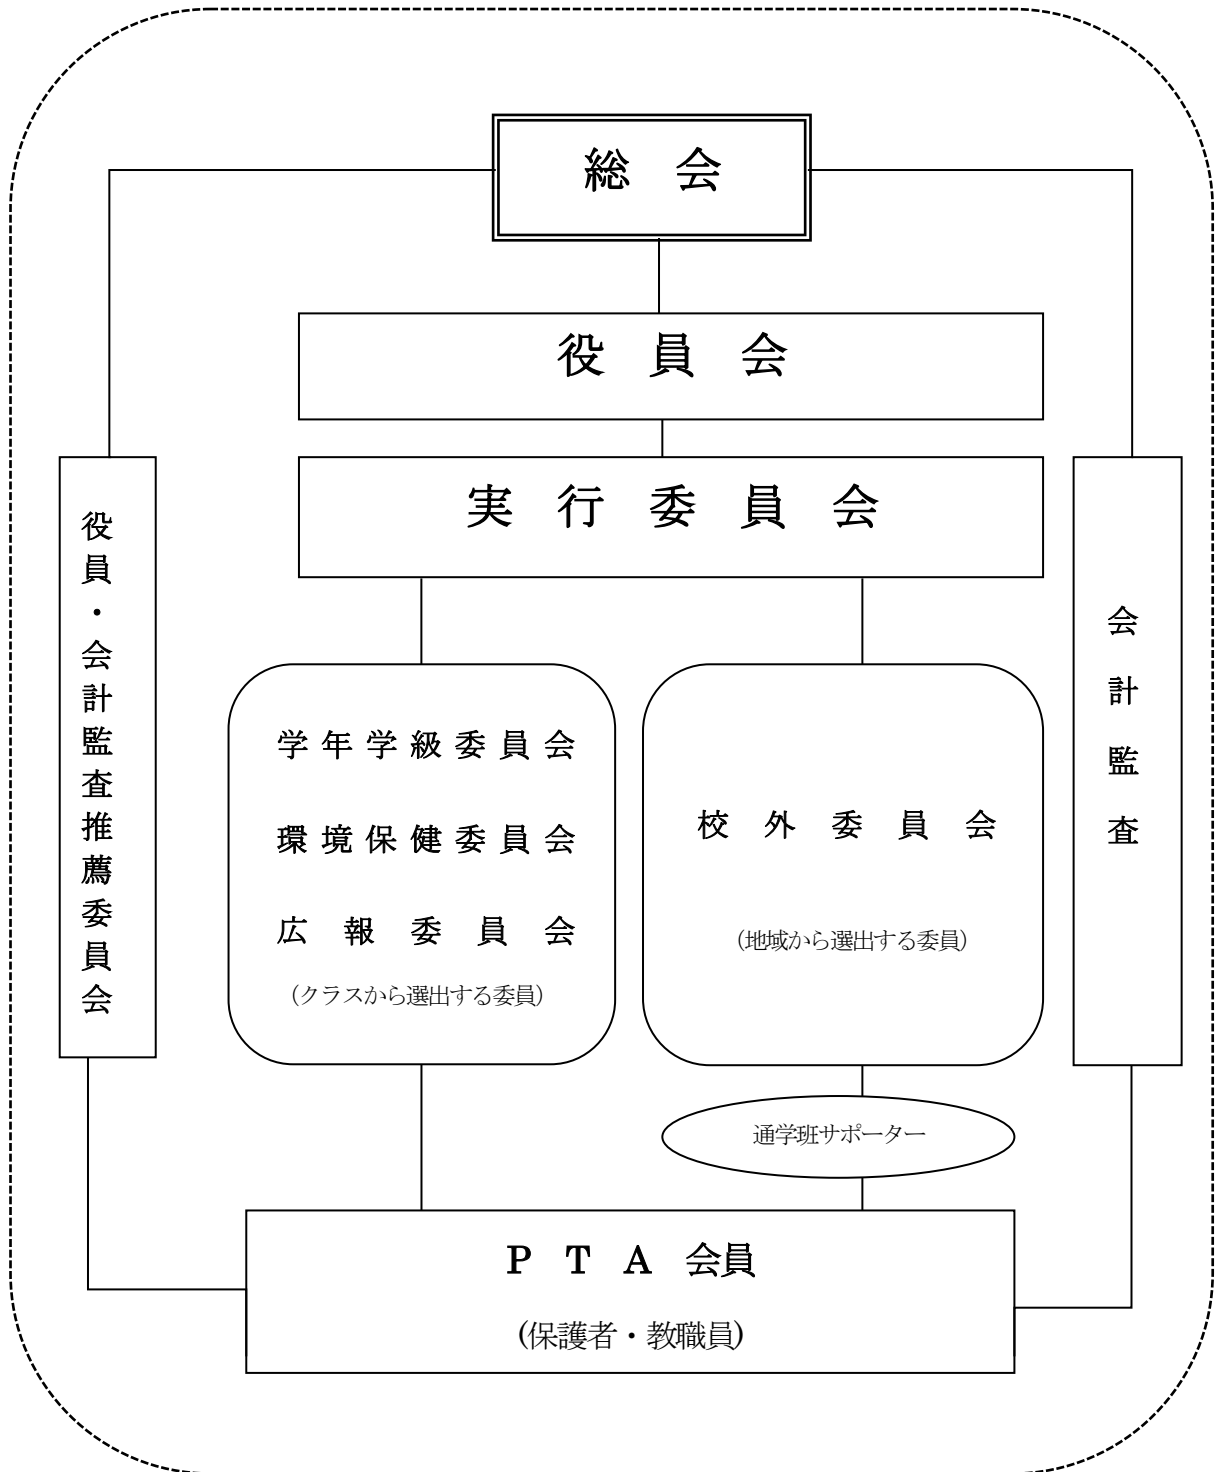 総　会
役　員　会
実　行　委　員　会
役員・会計監査推薦委員会
学年学級委員会
環境保健委員会
広　報　委　員　会
（クラスから選出する委員）
校　外　委　員　会
（地域から選出する委員）
会計監査
通学班サポーター
Ｐ　Ｔ　Ａ　会員
（保護者・教職員）